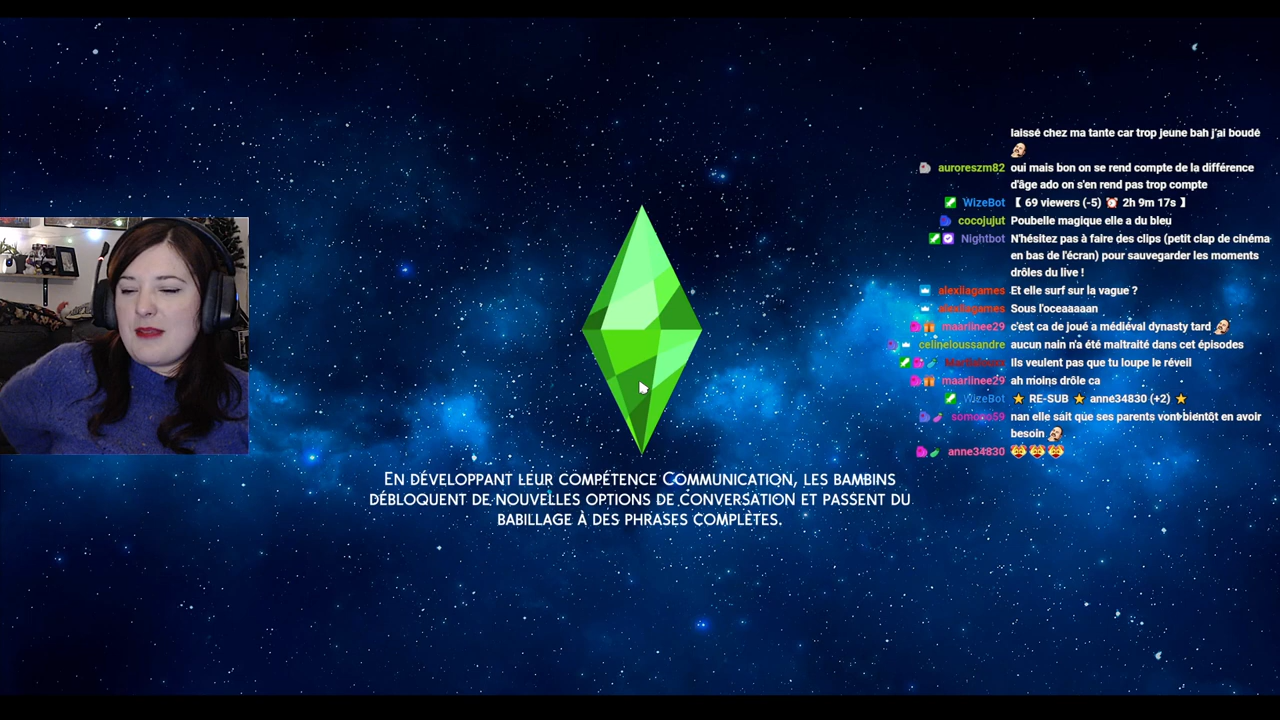 laissé chez ma tante car trop jeune bah j'ai boudé
auroreszm82 oui mais bon on se rend compte de la différence
d'âge ado on s'en rend pas trop compte
WizeBot 【 69 viewers (-5) ⏰ 2h 9m 17s 】
cocojujut Poubelle magique elle a du bleu
Nightbot N'hésitez pas à faire des clips (petit clap de cinéma
en bas de l'écran) pour sauvegarder les moments
drôles du live !
alexilagames Et elle surf sur la vague ?
alexilagames Sous l'oceaaaaan
maariinee29 c'est ca de joué a médiéval dynasty tard
celineloussandre aucun nain n'a été maltraité dans cet épisodes
Ils veulent pas que tu loupe le réveil
maariinee29 ah moins drôle ca
WizeBot ⭐ RE-SUB ⭐ anne34830 (+2) ⭐
somono59 nan elle sait que ses parents vont bientôt en avoir
besoin
anne34830
En développant leur compétence Communication, les bambins
débloquent de nouvelles options de conversation et passent du
babillage à des phrases complètes.